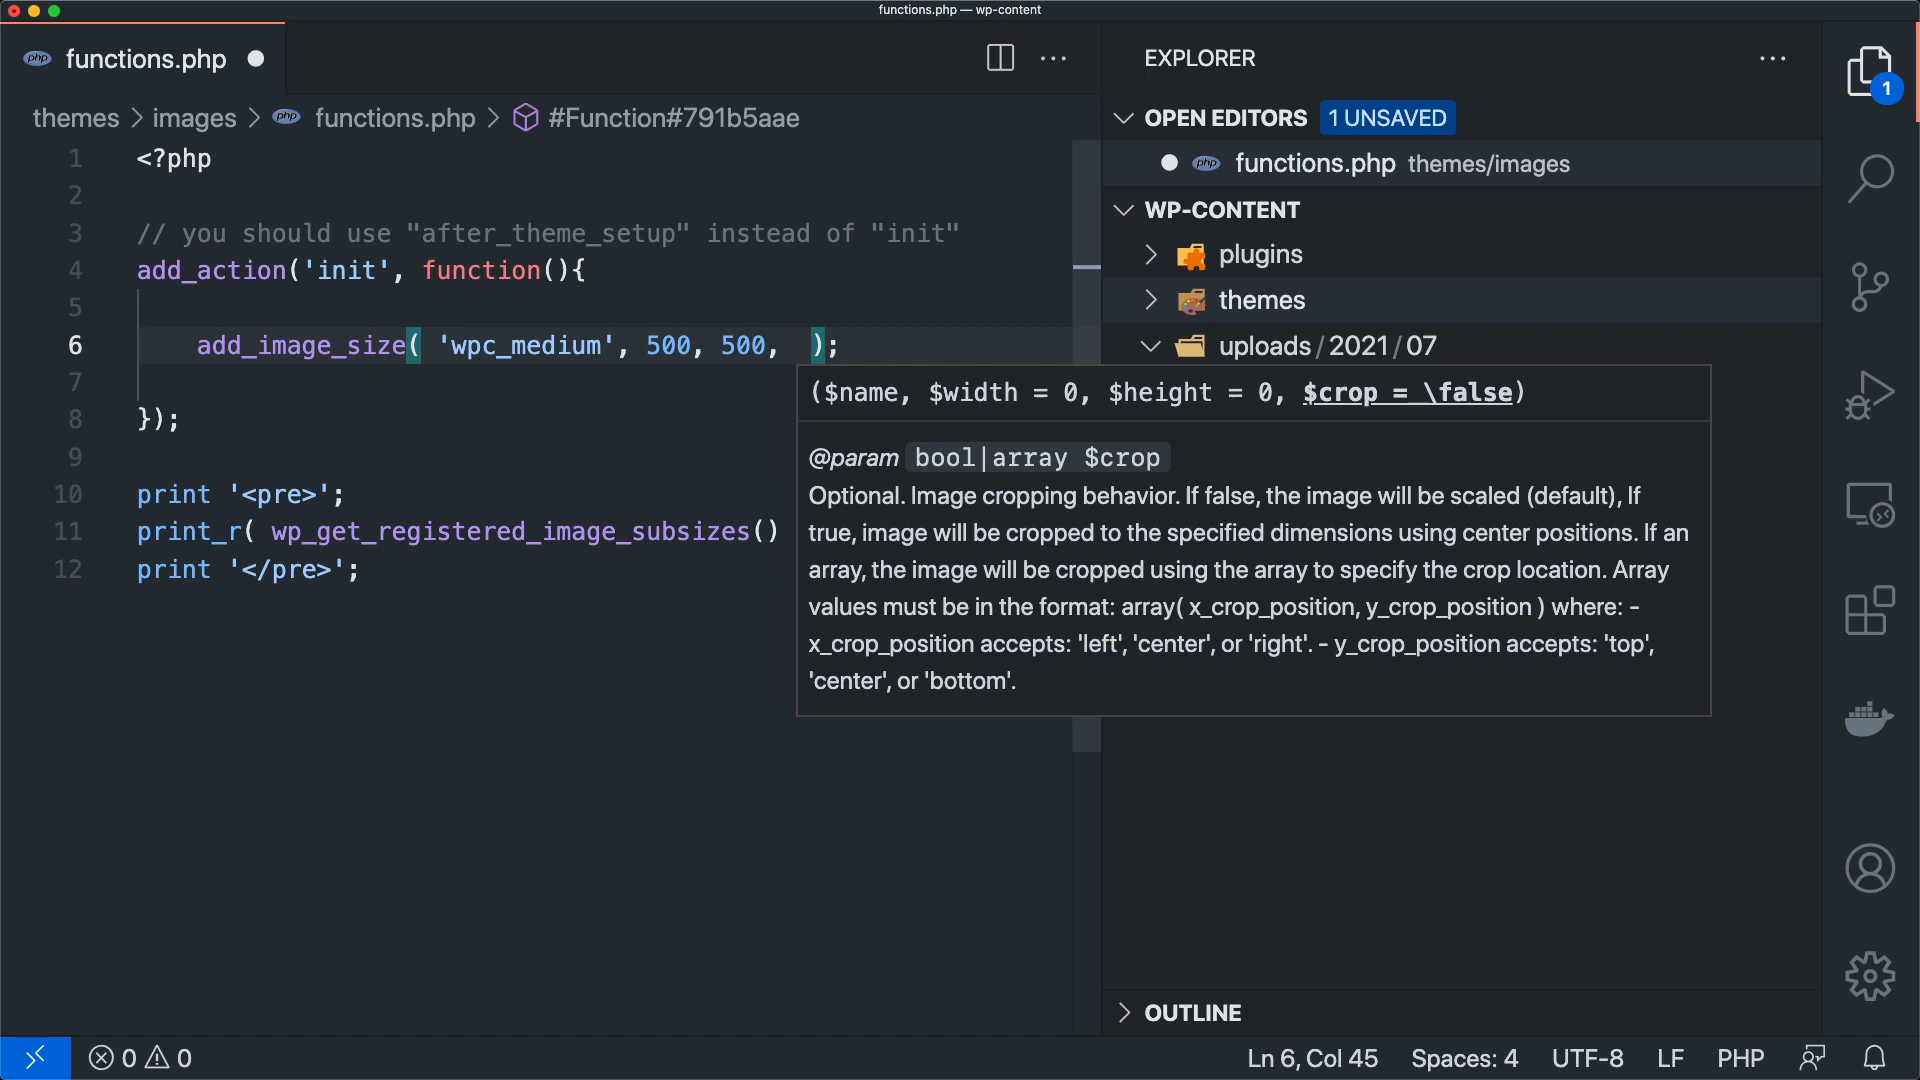 functions.php — wp-content
php functions.php
themes > images > php functions.php > #Function#791b5aae
1 <?php
2
3 // you should use "after_theme_setup" instead of "init"
4 add_action('init', function(){
5
6 add_image_size( 'wpc_medium', 500, 500,  );
7
8 });
9
10 print '<pre>';
11 print_r( wp_get_registered_image_subsizes()
12 print '</pre>';
($name, $width = 0, $height = 0, $crop = \false)
@param bool|array $crop
Optional. Image cropping behavior. If false, the image will be scaled (default), If
true, image will be cropped to the specified dimensions using center positions. If an
array, the image will be cropped using the array to specify the crop location. Array
values must be in the format: array( x_crop_position, y_crop_position ) where: -
x_crop_position accepts: 'left', 'center', or 'right'. - y_crop_position accepts: 'top',
'center', or 'bottom'.
EXPLORER
OPEN EDITORS 1 UNSAVED
php functions.php themes/images
WP-CONTENT
plugins
themes
uploads / 2021 / 07
OUTLINE
1
0 0
Ln 6, Col 45 Spaces: 4 UTF-8 LF PHP